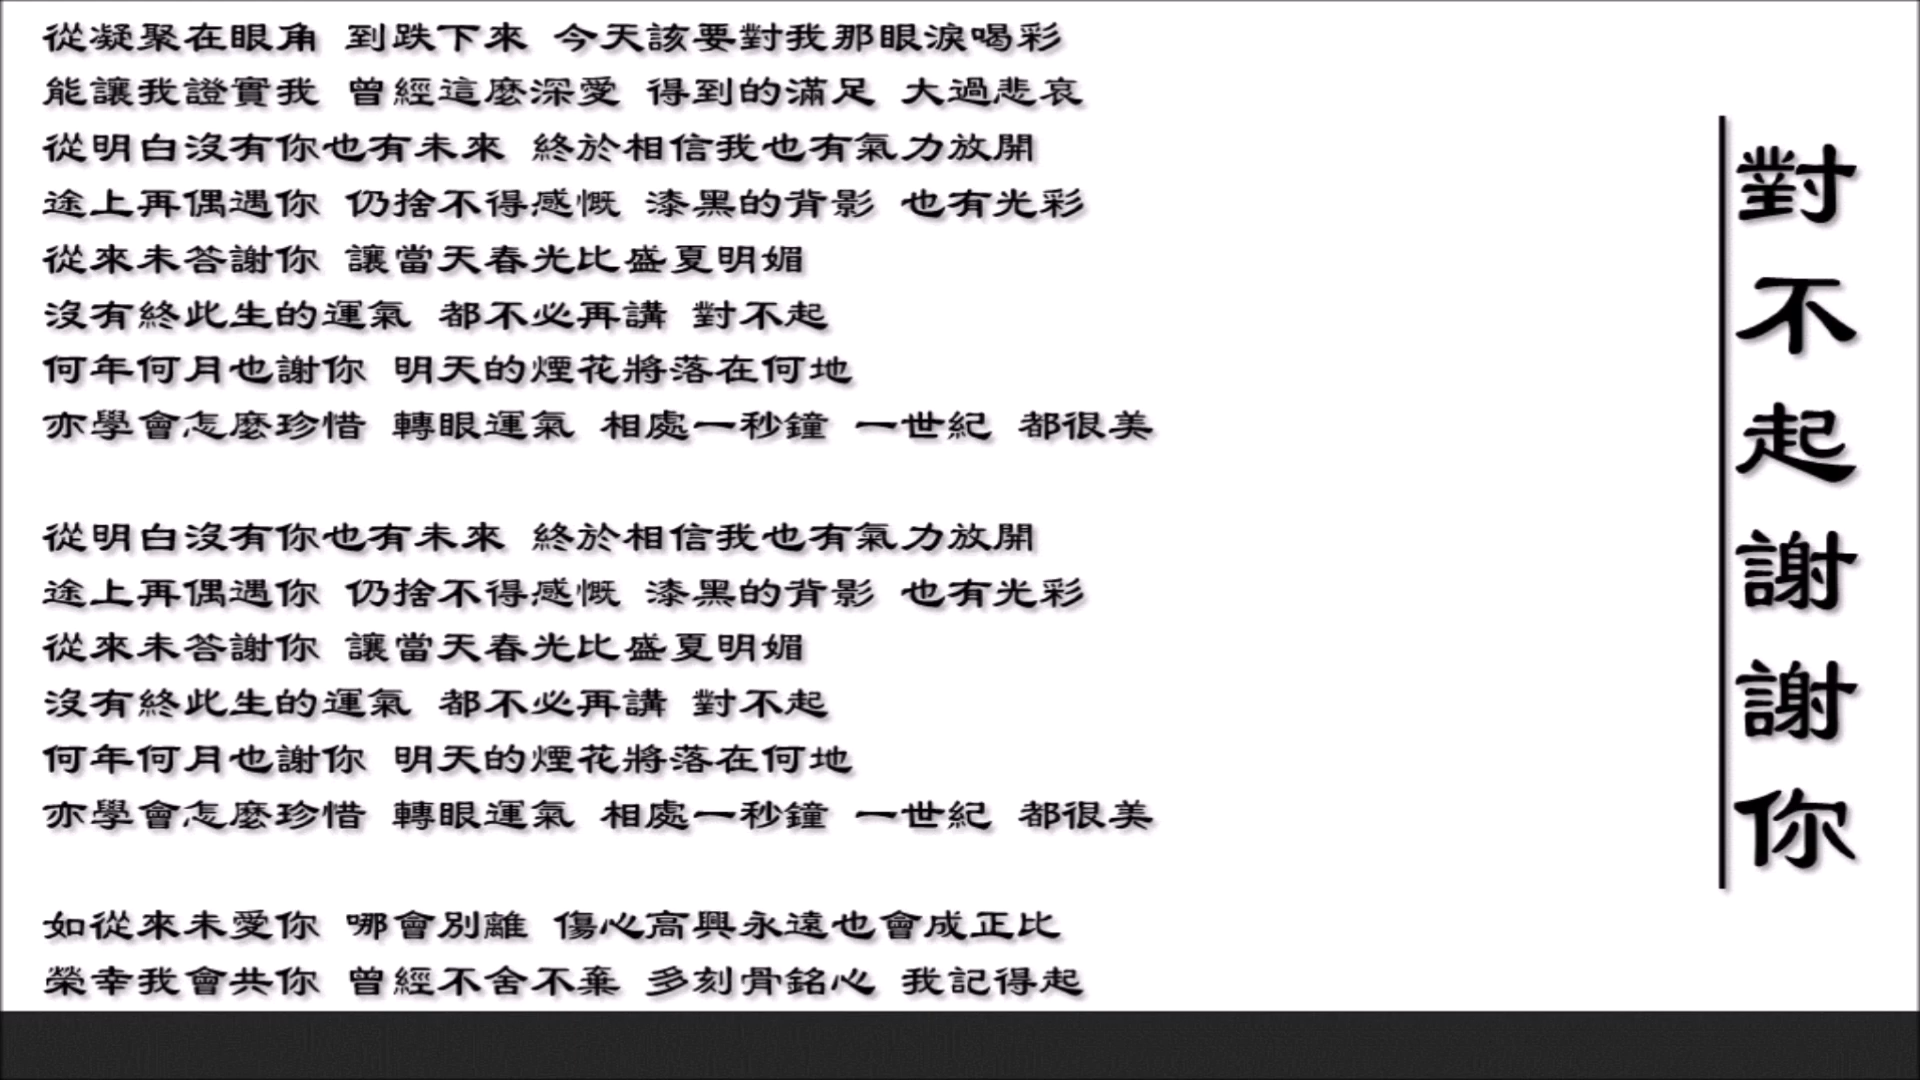 從凝聚在眼角 到跌下來 今天該要對我那眼淚喝彩
能讓我證實我 曾經這麼深愛 得到的滿足 大過悲哀
從明白沒有你也有未來 終於相信我也有氣力放開
途上再偶遇你 仍捨不得感慨 漆黑的背影 也有光彩
從來未答謝你 讓當天春光比盛夏明媚
沒有終此生的運氣 都不必再講 對不起
何年何月也謝你 明天的煙花將落在何地
亦學會怎麼珍惜 轉眼運氣 相處一秒鐘 一世紀 都很美
從明白沒有你也有未來 終於相信我也有氣力放開
途上再偶遇你 仍捨不得感慨 漆黑的背影 也有光彩
從來未答謝你 讓當天春光比盛夏明媚
沒有終此生的運氣 都不必再講 對不起
何年何月也謝你 明天的煙花將落在何地
亦學會怎麼珍惜 轉眼運氣 相處一秒鐘 一世紀 都很美
如從來未愛你 哪會別離 傷心高興永遠也會成正比
榮幸我會共你 曾經不舍不棄 多刻骨銘心 我記得起
對不起謝謝你